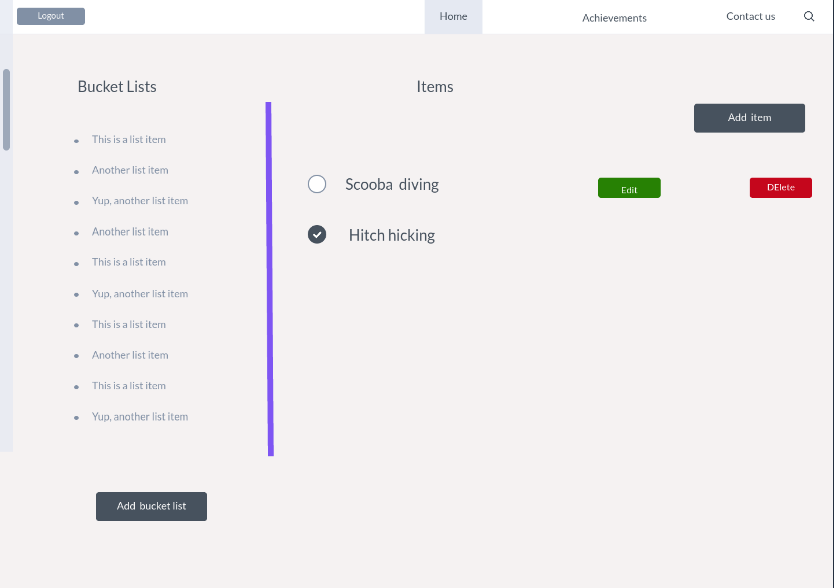 Logout
Home
Achievements
Contact us
Bucket Lists
This is a list item
Another list item
Yup, another list item
Another list item
This is a list item
Yup, another list item
This is a list item
Another list item
This is a list item
Yup, another list item
Add bucket list
Items
Add item
Scooba diving
Edit
DElete
Hitch hicking